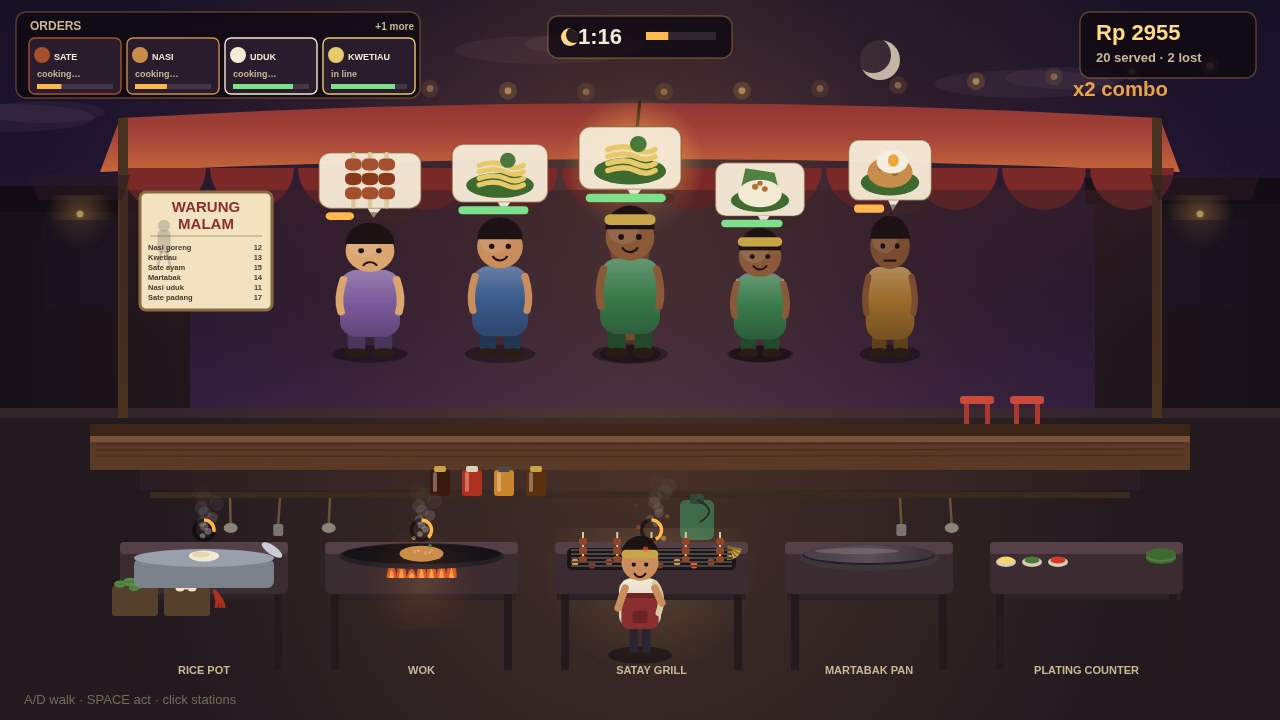 ORDERS
+1 more
SATE
cooking…
NASI
cooking…
UDUK
cooking…
KWETIAU
in line
1:16
Rp 2955
20 served · 2 lost
x2 combo
WARUNG
MALAM
Nasi goreng 12
Kwetiau 13
Sate ayam 15
Martabak 14
Nasi uduk 11
Sate padang 17
RICE POT
WOK
SATAY GRILL
MARTABAK PAN
PLATING COUNTER
A/D walk · SPACE act · click stations